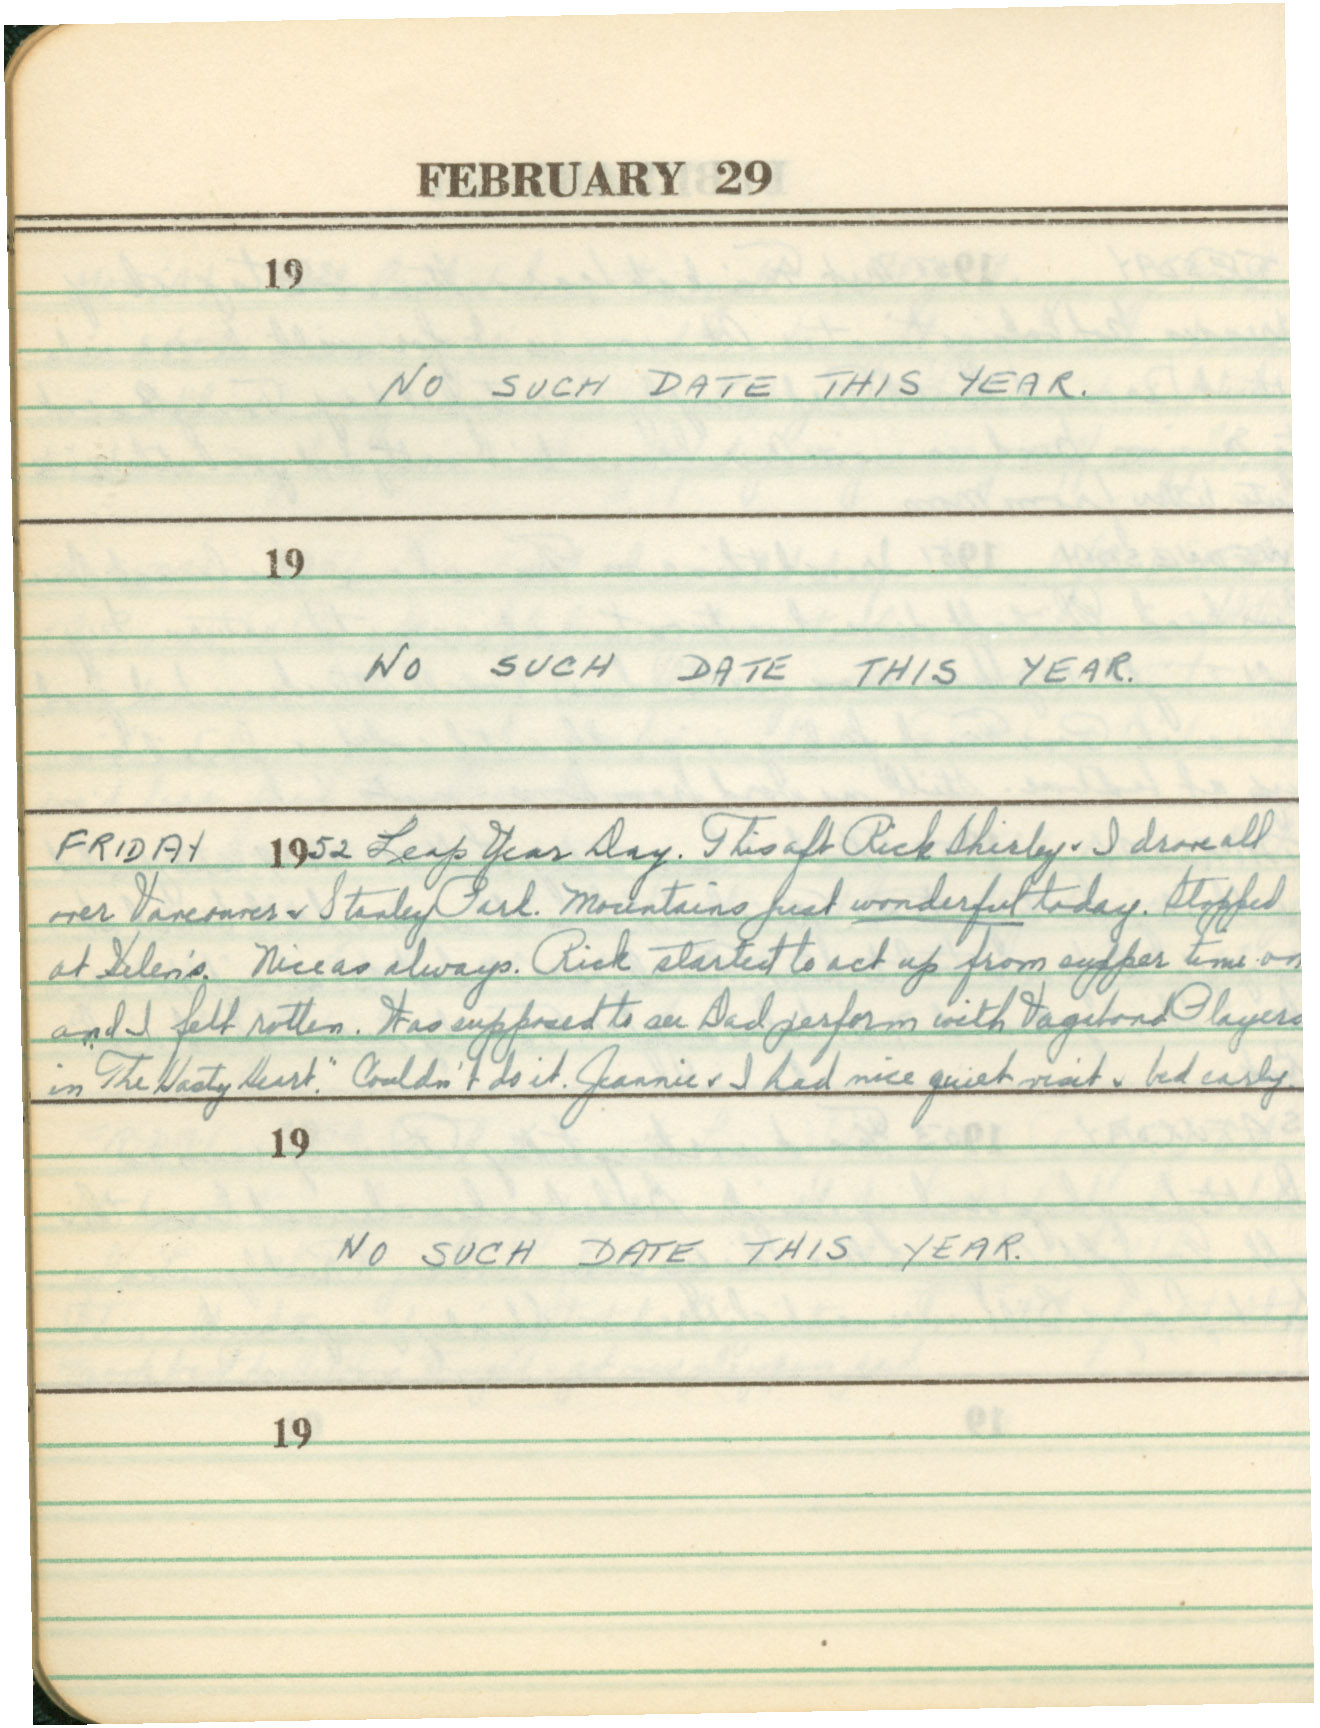 FEBRUARY 29
19
NO SUCH DATE THIS YEAR.
19
NO SUCH DATE THIS YEAR.
FRIDAY 1952 Leap Year Day. This aft Rick Shirley & I drove all
over Vancouver & Stanley Park. Mountains just wonderful today. Stopped
at Helen's. Nice as always. Rick started to act up from supper time on
and I felt rotten. Was supposed to see Dad perform with Vagabond Players
in "The Hasty Heart." Couldn't do it. Jeannie & I had nice quiet visit & bed early.
19
NO SUCH DATE THIS YEAR.
19